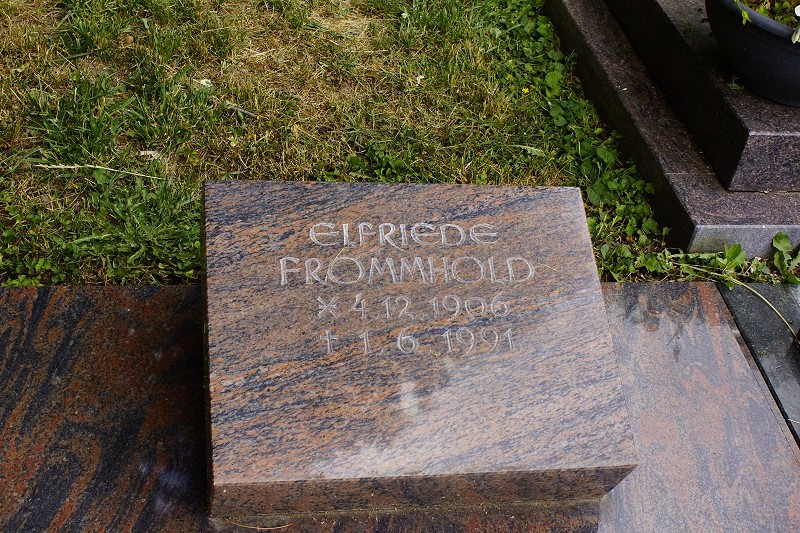 ELFRIEDE
FROMMHOLD
* 4.12.1906
† 1.6.1991